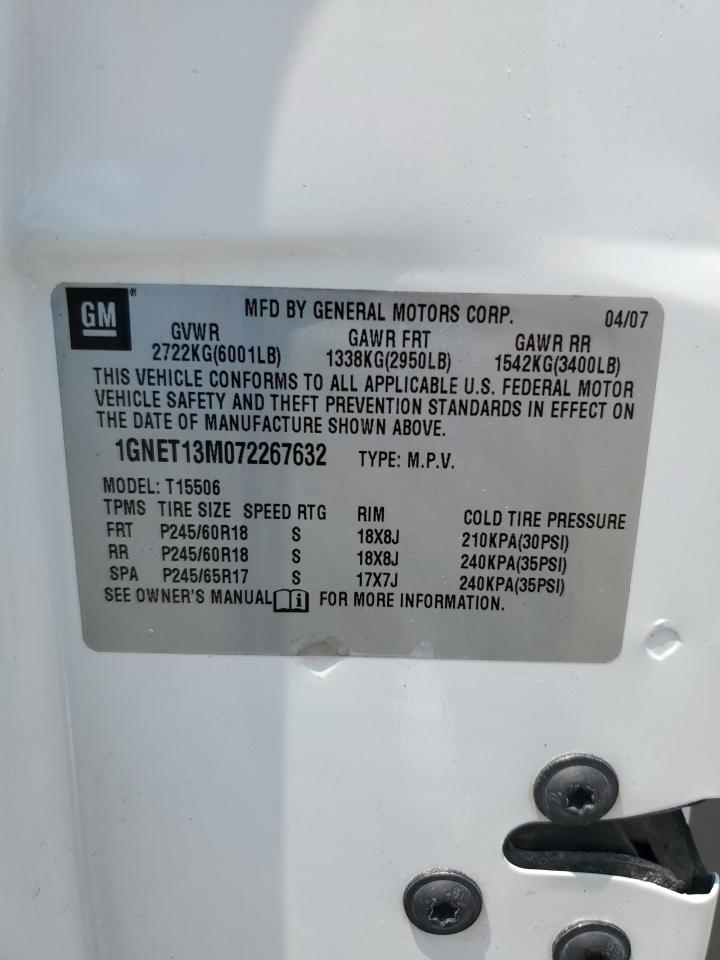 GM ® MFD BY GENERAL MOTORS CORP. 04/07
GVWR GAWR FRT GAWR RR
2722KG(6001LB) 1338KG(2950LB) 1542KG(3400LB)
THIS VEHICLE CONFORMS TO ALL APPLICABLE U.S. FEDERAL MOTOR
VEHICLE SAFETY AND THEFT PREVENTION STANDARDS IN EFFECT ON
THE DATE OF MANUFACTURE SHOWN ABOVE.
1GNET13M072267632 TYPE: M.P.V.
MODEL: T15506
TPMS TIRE SIZE SPEED RTG RIM COLD TIRE PRESSURE
FRT P245/60R18 S 18X8J 210KPA(30PSI)
RR P245/60R18 S 18X8J 240KPA(35PSI)
SPA P245/65R17 S 17X7J 240KPA(35PSI)
SEE OWNER'S MANUAL i FOR MORE INFORMATION.